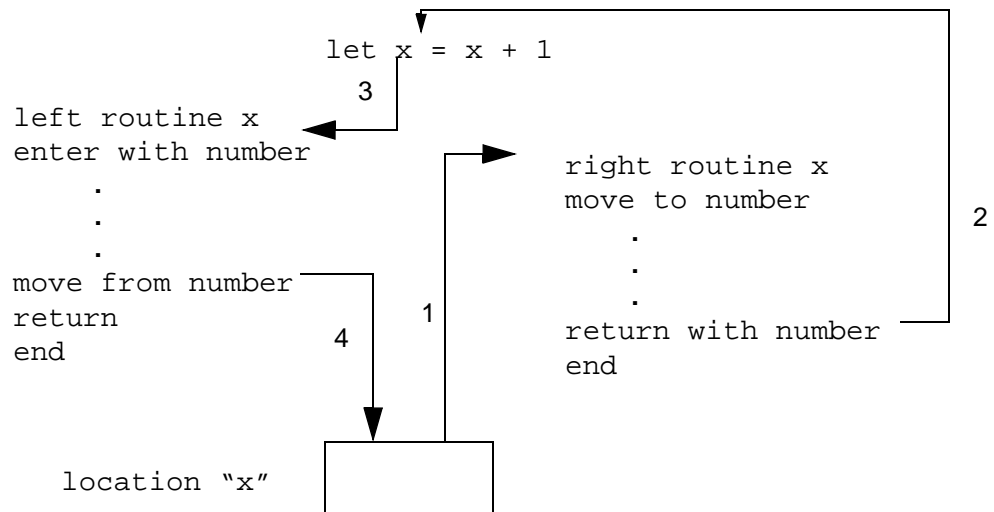 let x = x + 1
3
left routine x
enter with number
.
.
.
move from number
return
end
4
1
right routine x
move to number
.
.
.
return with number
end
2
location “x”